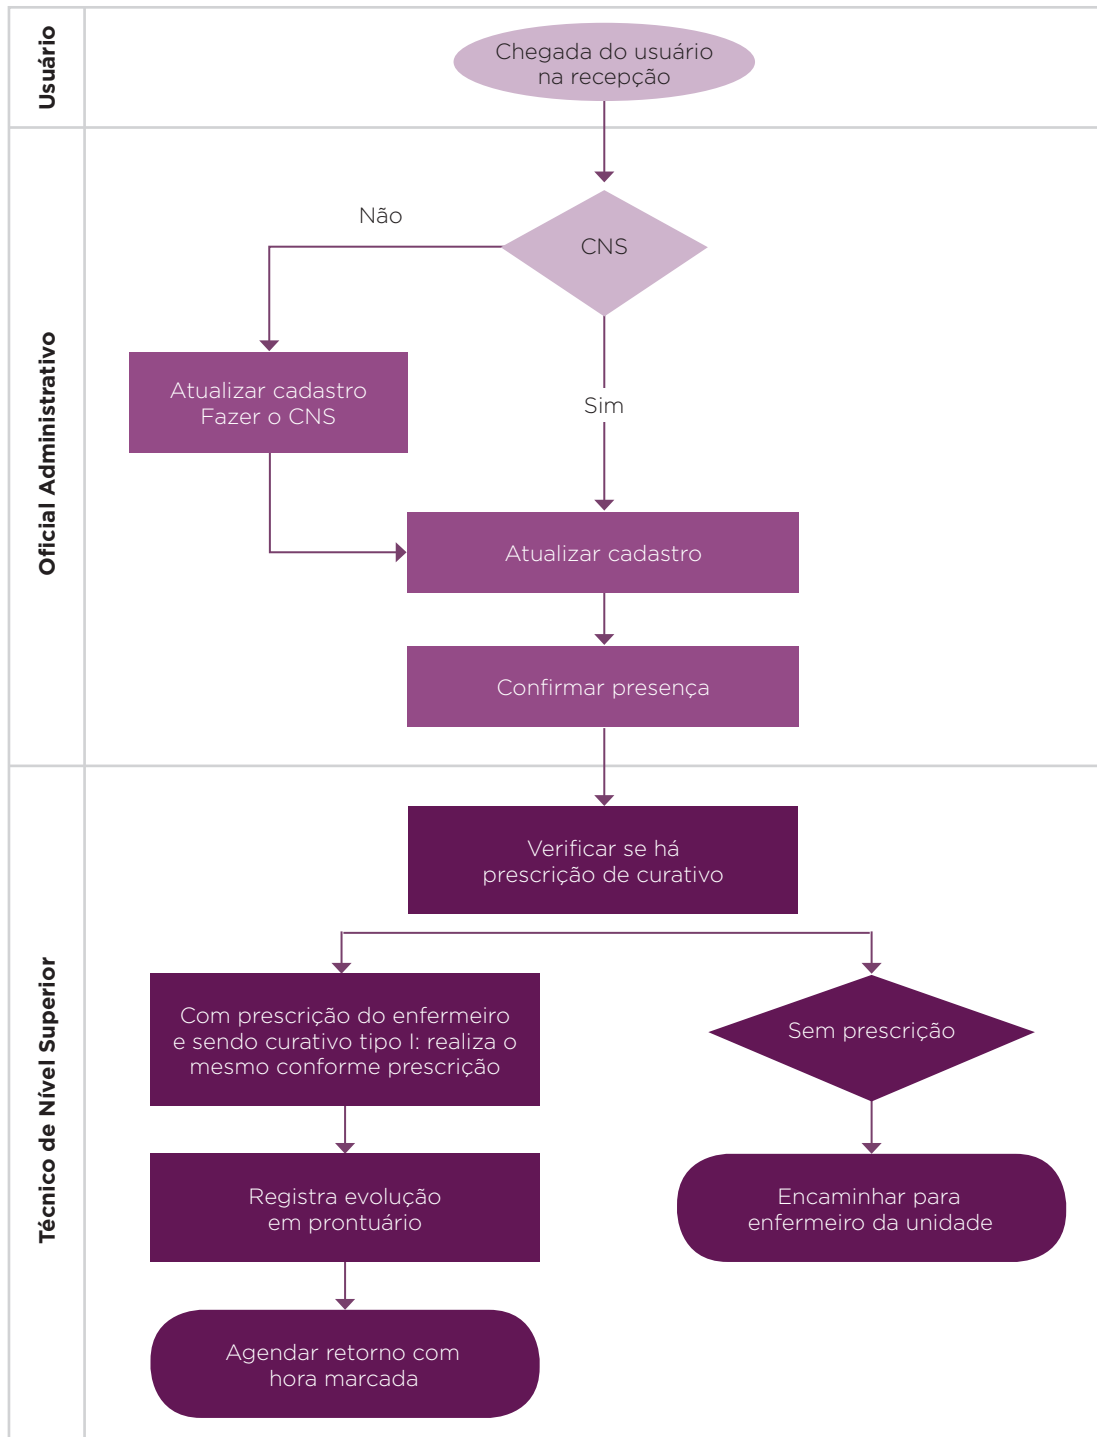 Usuário
Chegada do usuário
na recepção
Oficial Administrativo
CNS
Não
Sim
Atualizar cadastro
Fazer o CNS
Atualizar cadastro
Confirmar presença
Técnico de Nível Superior
Verificar se há
prescrição de curativo
Com prescrição do enfermeiro
e sendo curativo tipo I: realiza o
mesmo conforme prescrição
Sem prescrição
Registra evolução
em prontuário
Encaminhar para
enfermeiro da unidade
Agendar retorno com
hora marcada